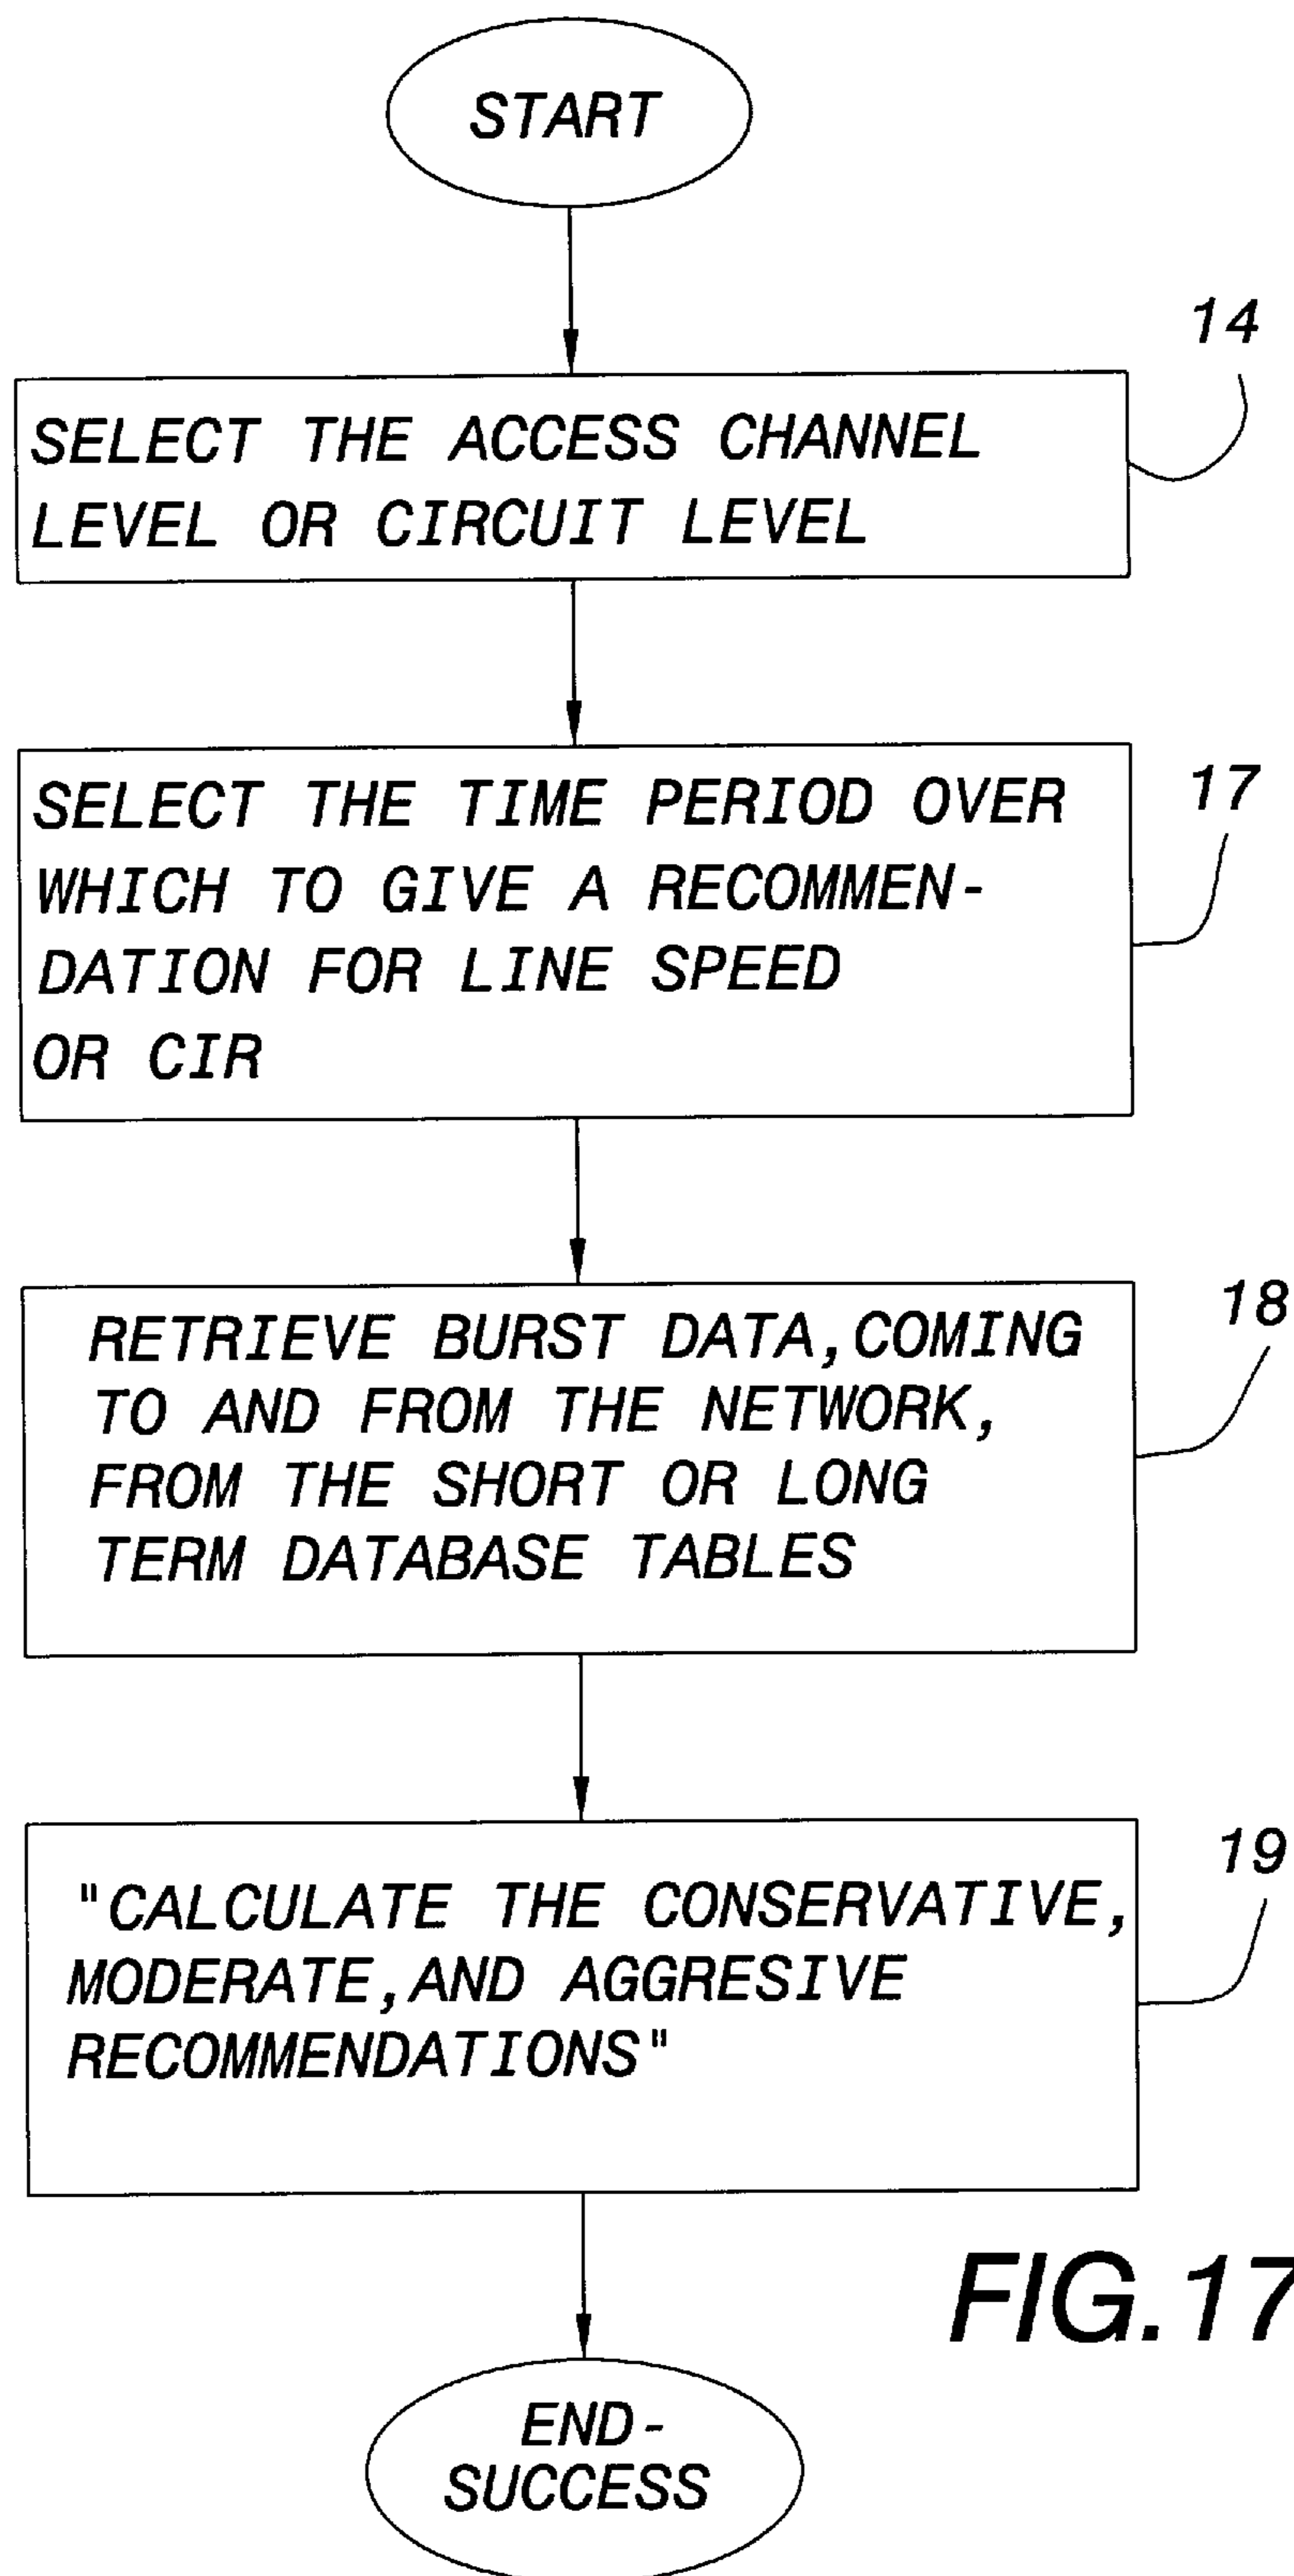 START
14
SELECT THE ACCESS CHANNEL
LEVEL OR CIRCUIT LEVEL
17
SELECT THE TIME PERIOD OVER
WHICH TO GIVE A RECOMMEN-
DATION FOR LINE SPEED
OR CIR
18
RETRIEVE BURST DATA,COMING
TO AND FROM THE NETWORK,
FROM THE SHORT OR LONG
TERM DATABASE TABLES
19
"CALCULATE THE CONSERVATIVE,
MODERATE,AND AGGRESIVE
RECOMMENDATIONS"
FIG.17
END-
SUCCESS